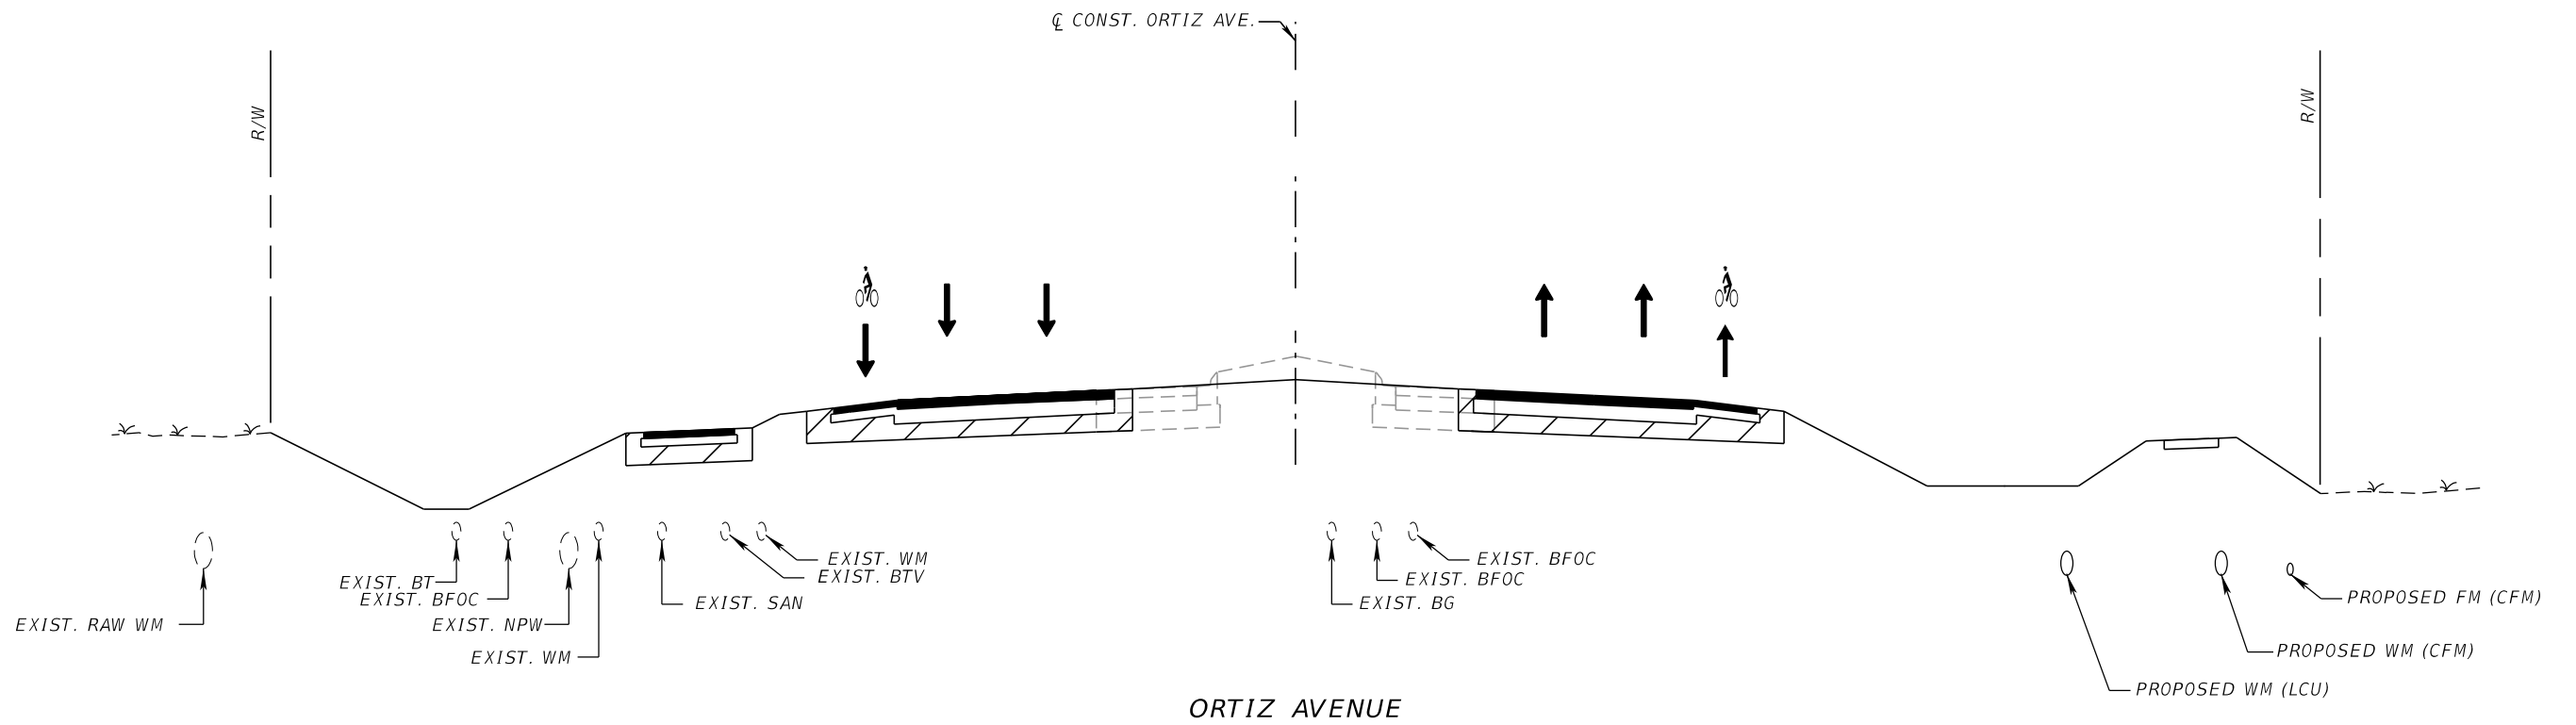 ℄ CONST. ORTIZ AVE.
R/W
R/W
EXIST. WM
EXIST. BTV
EXIST. BT
EXIST. BFOC
EXIST. SAN
EXIST. RAW WM
EXIST. NPW
EXIST. WM
EXIST. BFOC
EXIST. BFOC
EXIST. BG
PROPOSED FM (CFM)
PROPOSED WM (CFM)
PROPOSED WM (LCU)
ORTIZ AVENUE